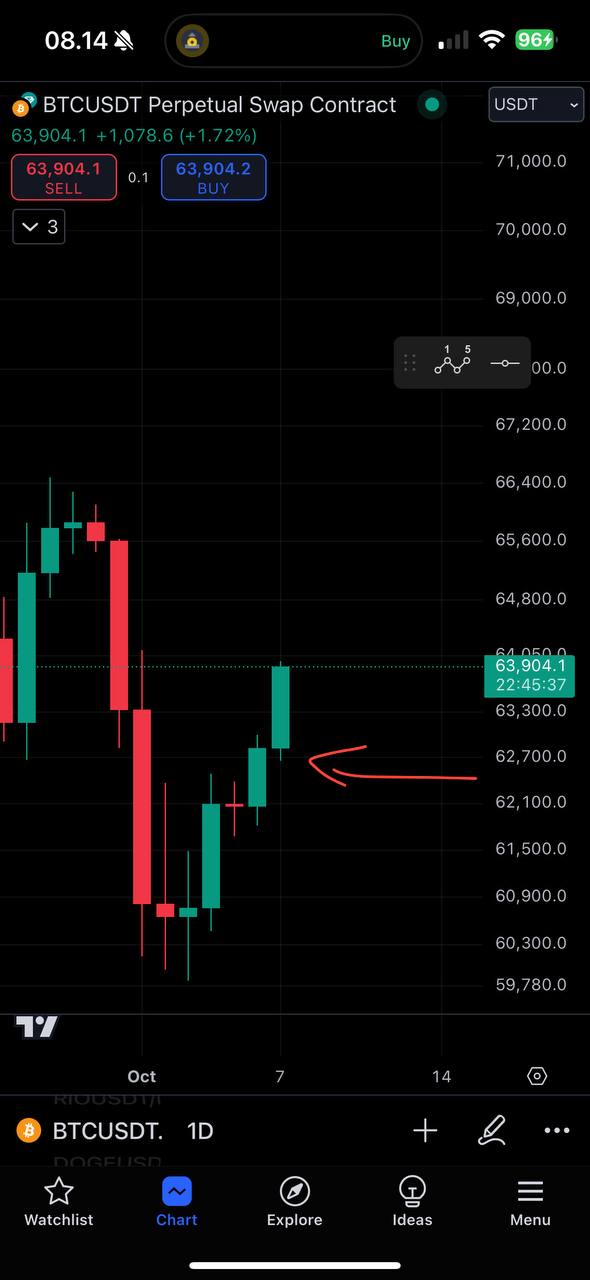 08.14
Buy
96
BTCUSDT Perpetual Swap Contract
USDT
63,904.1 +1,078.6 (+1.72%)
63,904.1
SELL
0.1
63,904.2
BUY
3
71,000.0
70,000.0
69,000.0
1 5
00.0
67,200.0
66,400.0
65,600.0
64,800.0
64,050.0
63,904.1
22:45:37
63,300.0
62,700.0
62,100.0
61,500.0
60,900.0
60,300.0
59,780.0
Oct 7 14
BTCUSDT. 1D
Watchlist Chart Explore Ideas Menu